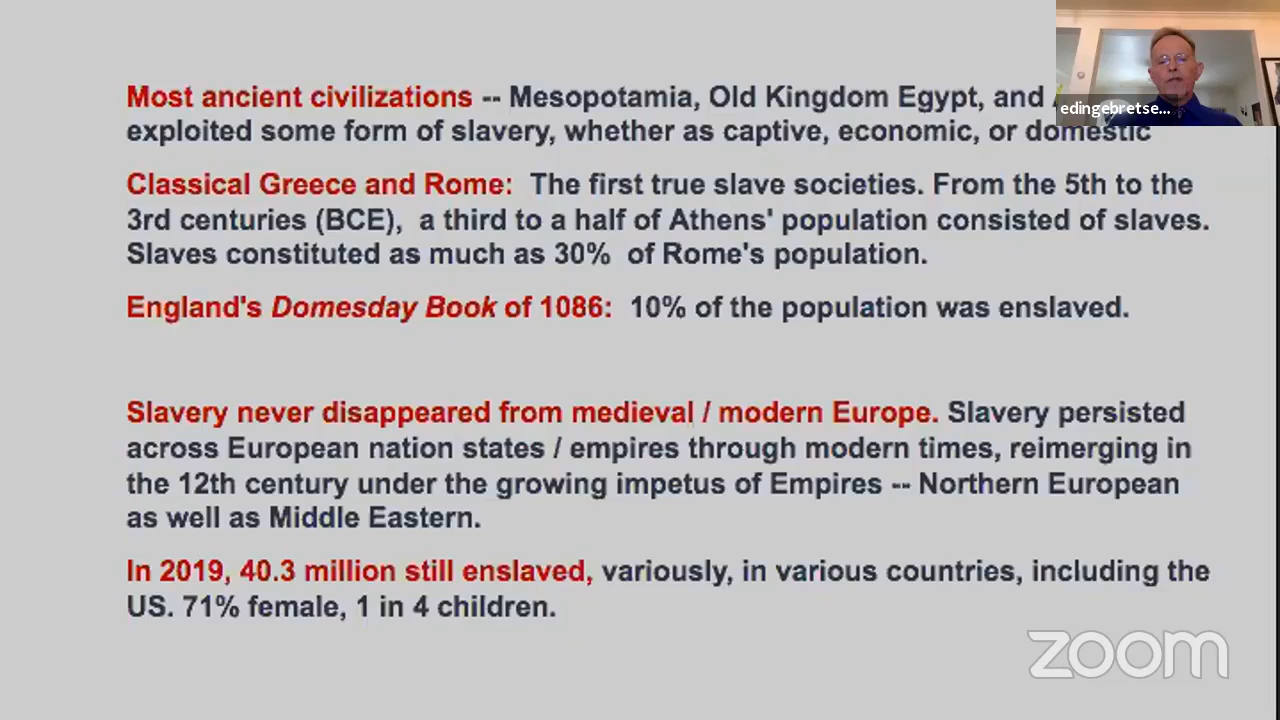 Most ancient civilizations -- Mesopotamia, Old Kingdom Egypt, and
edingebretse...
exploited some form of slavery, whether as captive, economic, or domestic
Classical Greece and Rome: The first true slave societies. From the 5th to the
3rd centuries (BCE), a third to a half of Athens' population consisted of slaves.
Slaves constituted as much as 30% of Rome's population.
England's Domesday Book of 1086: 10% of the population was enslaved.
Slavery never disappeared from medieval / modern Europe. Slavery persisted
across European nation states / empires through modern times, reimerging in
the 12th century under the growing impetus of Empires -- Northern European
as well as Middle Eastern.
In 2019, 40.3 million still enslaved, variously, in various countries, including the
US. 71% female, 1 in 4 children.
zoom